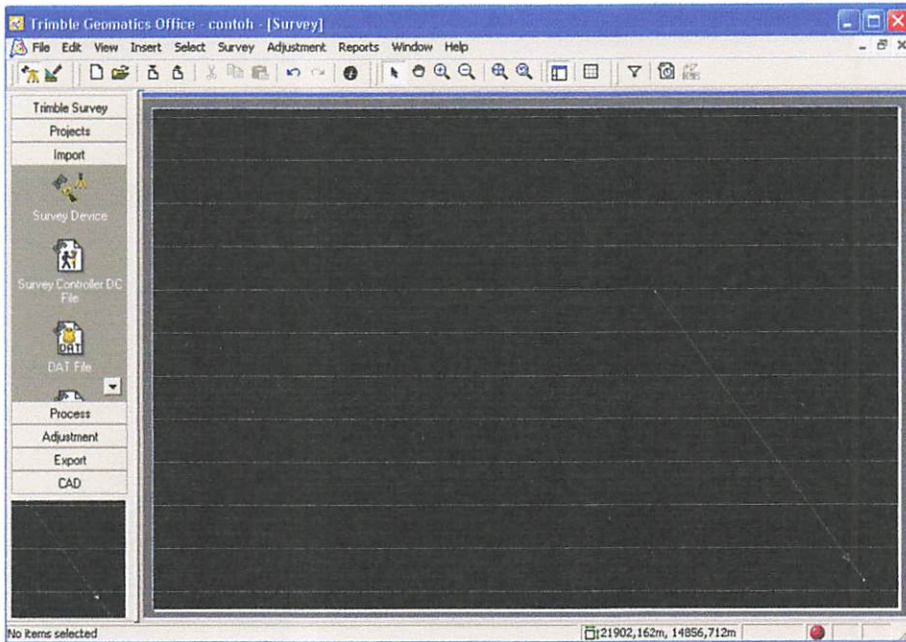 Trimble Geomatics Office - contoh - [Survey]
File Edit View Insert Select Survey Adjustment Reports Window Help
Trimble Survey
Projects
Import
Survey Device
Survey Controller DC
File
DAT
DAT File
Process
Adjustment
Export
CAD
No items selected
21902,162m, 14856,712m